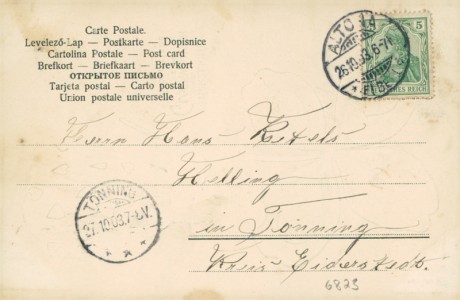 Carte Postale.
Levelező-Lap — Postkarte — Dopisnice
Cartolina Postale — Post card
Brefkort — Briefkaart — Brevkort
ОТКРЫТОЕ ПИСЬМО
Tarjeta postal — Carto postal
Union postale universelle
ALTONA
26.10.03. 6-7N
5
DEUTSCHES REICH
Herrn Hans
Helling
in Tönning
TÖNNING
27.10.03. 7-8V.
Kreis Eiderstedt.
6823